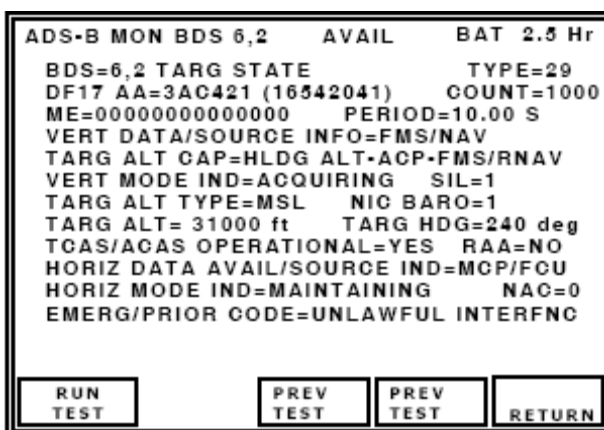 ADS-B MON BDS 6,2 AVAIL BAT 2.5 Hr
BDS=6,2 TARG STATE TYPE=29
DF17 AA=3AC421 (16542041) COUNT=1000
ME=00000000000000 PERIOD=10.00 S
VERT DATA/SOURCE INFO=FMS/NAV
TARG ALT CAP=HLDG ALT-ACP-FMS/RNAV
VERT MODE IND=ACQUIRING SIL=1
TARG ALT TYPE=MSL NIC BARO=1
TARG ALT= 31000 ft TARG HDG=240 deg
TCAS/ACAS OPERATIONAL=YES RAA=NO
HORIZ DATA AVAIL/SOURCE IND=MCP/FCU
HORIZ MODE IND=MAINTAINING NAC=0
EMERG/PRIOR CODE=UNLAWFUL INTERFNC
RUN TEST
PREV TEST
PREV TEST
RETURN